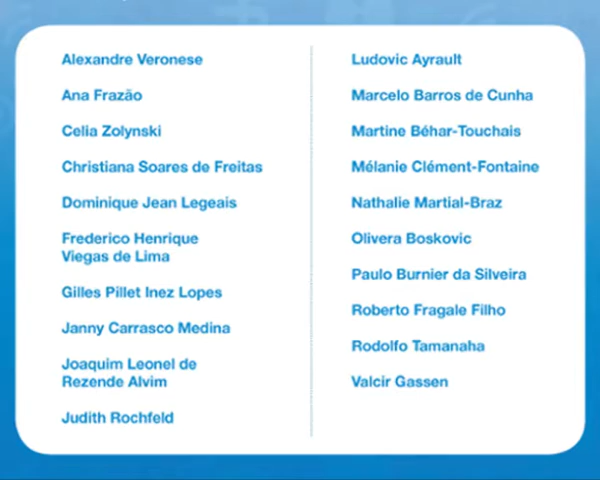 Alexandre Veronese
Ana Frazão
Celia Zolynski
Christiana Soares de Freitas
Dominique Jean Legeais
Frederico Henrique
Viegas de Lima
Gilles Pillet Inez Lopes
Janny Carrasco Medina
Joaquim Leonel de
Rezende Alvim
Judith Rochfeld
Ludovic Ayrault
Marcelo Barros de Cunha
Martine Béhar-Touchais
Mélanie Clément-Fontaine
Nathalie Martial-Braz
Olivera Boskovic
Paulo Burnier da Silveira
Roberto Fragale Filho
Rodolfo Tamanaha
Valcir Gassen